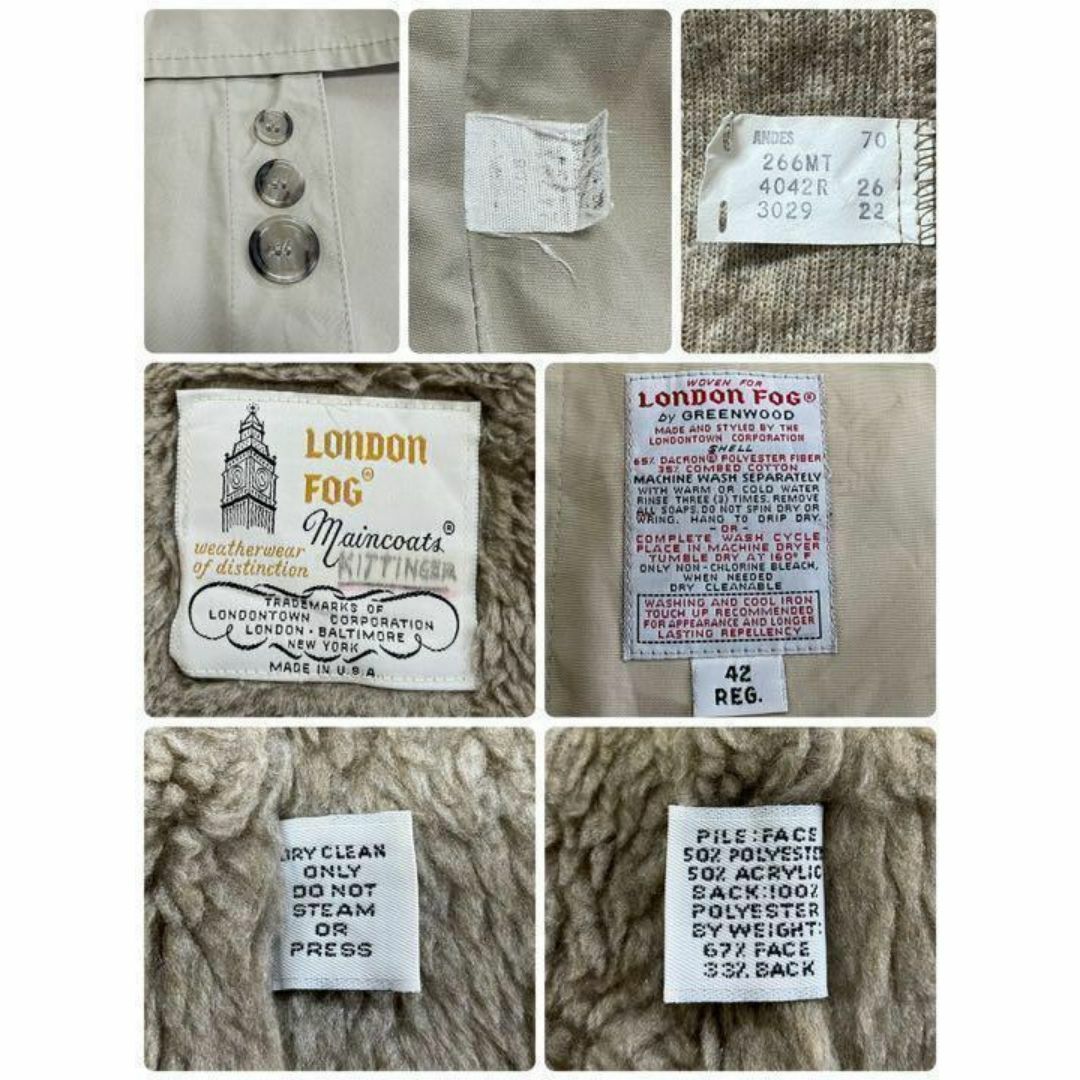 ANDES 70
266MT
4042R 26
3029 22
LONDON
FOG®
Maincoats®
weatherwear
of distinction
KITTINGER
TRADEMARKS OF
LONDONTOWN CORPORATION
LONDON · BALTIMORE
NEW YORK
MADE IN U.S.A.
WOVEN FOR
LONDON FOG®
by GREENWOOD
MADE AND STYLED BY THE
LONDONTOWN CORPORATION
SHELL
65% DACRON® POLYESTER FIBER
35% COMBED COTTON
MACHINE WASH SEPARATELY
WITH WARM OR COLD WATER
RINSE THREE (3) TIMES. REMOVE
ALL SOAPS. DO NOT SPIN DRY OR
WRING. HANG TO DRIP DRY.
- OR -
COMPLETE WASH CYCLE
PLACE IN MACHINE DRYER
TUMBLE DRY AT 160° F
ONLY NON-CHLORINE BLEACH,
WHEN NEEDED
DRY CLEANABLE
WASHING AND COOL IRON
TOUCH UP RECOMMENDED
FOR APPEARANCE AND LONGER
LASTING REPELLENCY
42
REG.
DRY CLEAN
ONLY
DO NOT
STEAM
OR
PRESS
PILE:FACE
50% POLYESTE
50% ACRYLIC
BACK:100%
POLYESTER
BY WEIGHT:
67% FACE
33% BACK